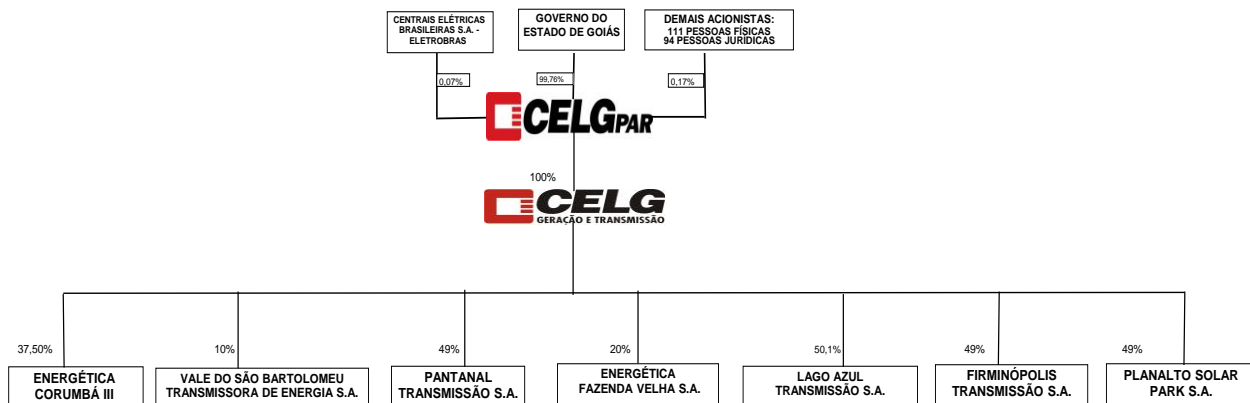 CENTRAIS ELÉTRICAS
BRASILEIRAS S.A. -
ELETROBRAS
GOVERNO DO
ESTADO DE GOIÁS
DEMAIS ACIONISTAS:
111 PESSOAS FÍSICAS
94 PESSOAS JURÍDICAS
0,07%
99,76%
0,17%
CELGPAR
100%
CELG
GERAÇÃO E TRANSMISSÃO
37,50%
10%
49%
20%
50,1%
49%
49%
ENERGÉTICA
CORUMBÁ III
VALE DO SÃO BARTOLOMEU
TRANSMISSORA DE ENERGIA S.A.
PANTANAL
TRANSMISSÃO S.A.
ENERGÉTICA
FAZENDA VELHA S.A.
LAGO AZUL
TRANSMISSÃO S.A.
FIRMINÓPOLIS
TRANSMISSÃO S.A.
PLANALTO SOLAR
PARK S.A.